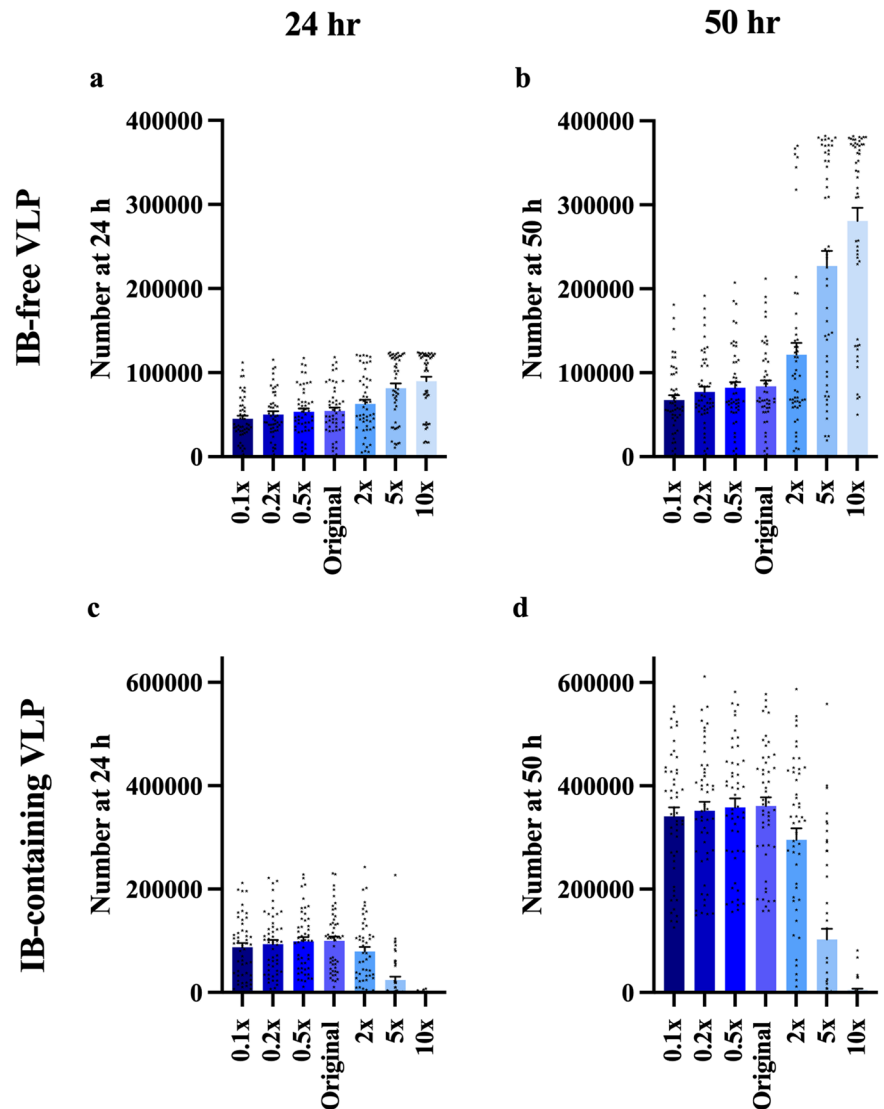 24 hr
50 hr
IB-free VLP
a
Number at 24 h
400000
300000
200000
100000
0
0.1x
0.2x
0.5x
Original
2x
5x
10x
b
Number at 50 h
400000
300000
200000
100000
0
0.1x
0.2x
0.5x
Original
2x
5x
10x
IB-containing VLP
c
Number at 24 h
600000
400000
200000
0
0.1x
0.2x
0.5x
Original
2x
5x
10x
d
Number at 50 h
600000
400000
200000
0
0.1x
0.2x
0.5x
Original
2x
5x
10x